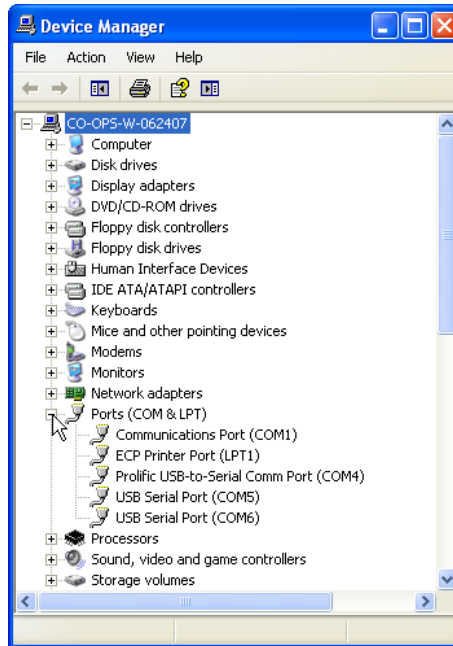 Device Manager
File Action View Help
CO-OPS-W-062407
Computer
Disk drives
Display adapters
DVD/CD-ROM drives
Floppy disk controllers
Floppy disk drives
Human Interface Devices
IDE ATA/ATAPI controllers
Keyboards
Mice and other pointing devices
Modems
Monitors
Network adapters
Ports (COM & LPT)
Communications Port (COM1)
ECP Printer Port (LPT1)
Prolific USB-to-Serial Comm Port (COM4)
USB Serial Port (COM5)
USB Serial Port (COM6)
Processors
Sound, video and game controllers
Storage volumes